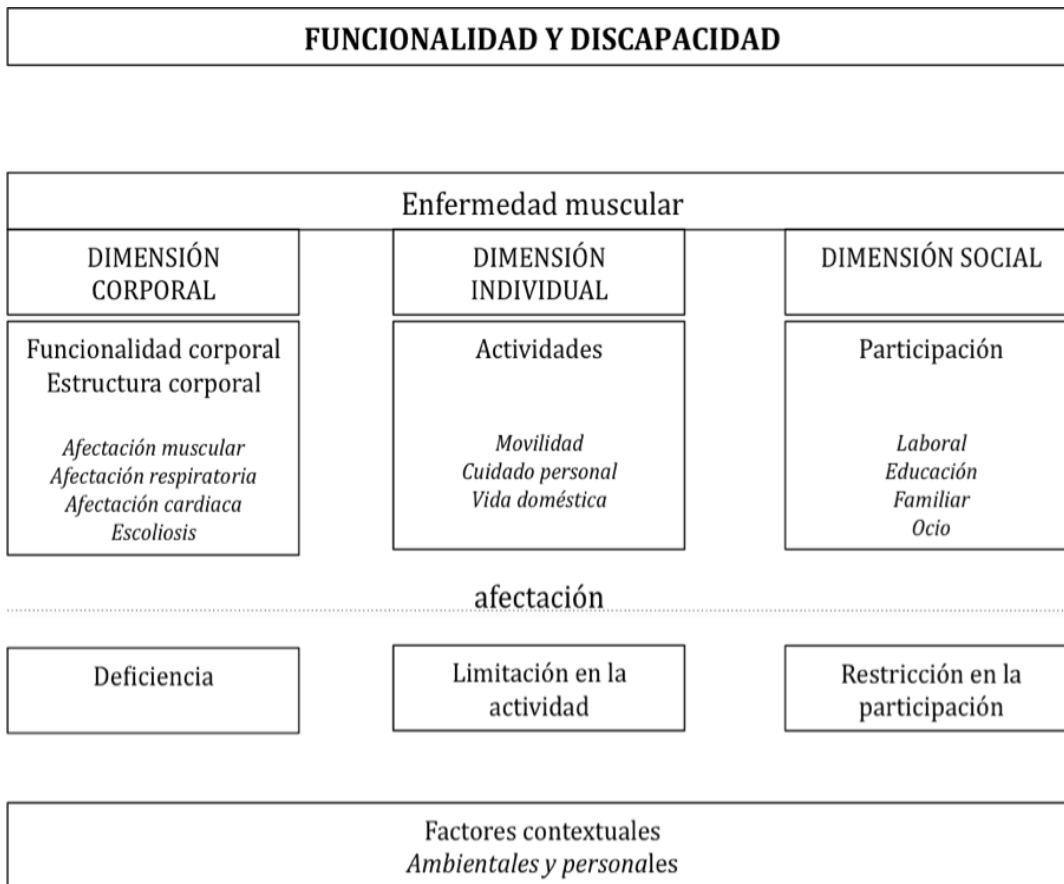 FUNCIONALIDAD Y DISCAPACIDAD
Enfermedad muscular
DIMENSIÓN
CORPORAL
DIMENSIÓN
INDIVIDUAL
DIMENSIÓN SOCIAL
Funcionalidad corporal
Estructura corporal
Afectación muscular
Afectación respiratoria
Afectación cardiaca
Escoliosis
Actividades
Movilidad
Cuidado personal
Vida doméstica
Participación
Laboral
Educación
Familiar
Ocio
afectación
Deficiencia
Limitación en la
actividad
Restricción en la
participación
Factores contextuales
Ambientales y personales